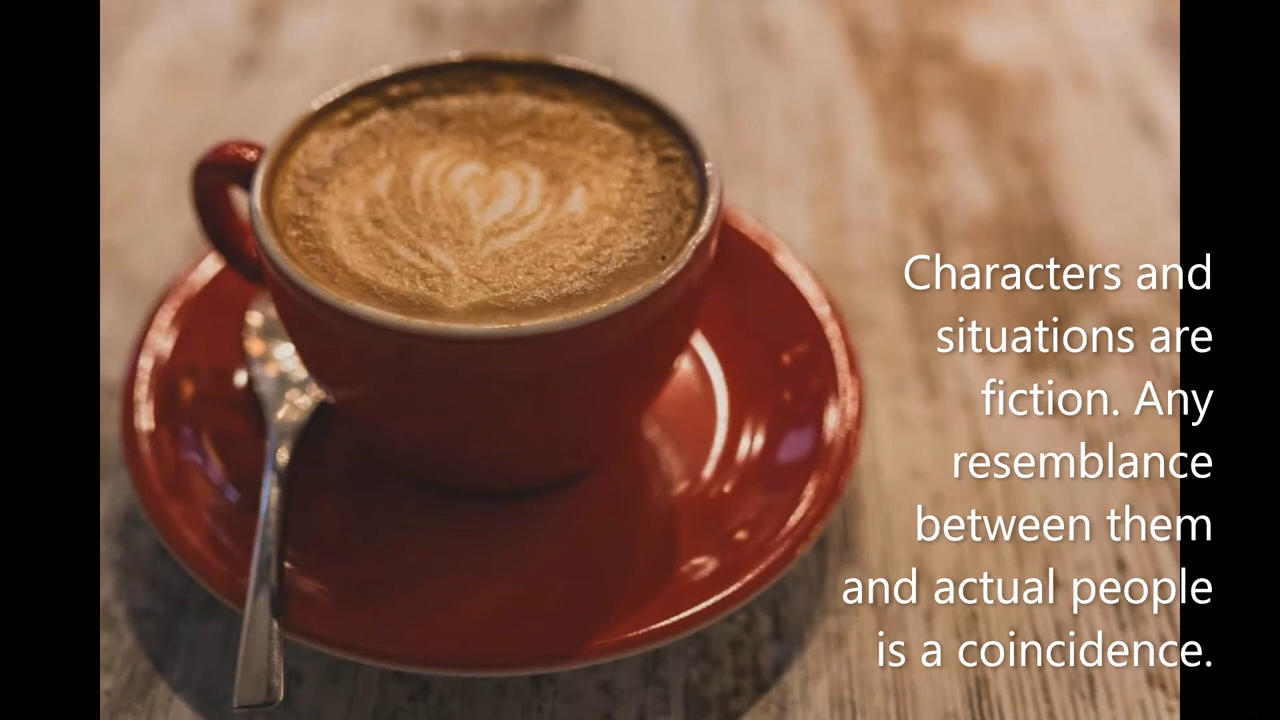 Characters and
situations are
fiction. Any
resemblance
between them
and actual people
is a coincidence.